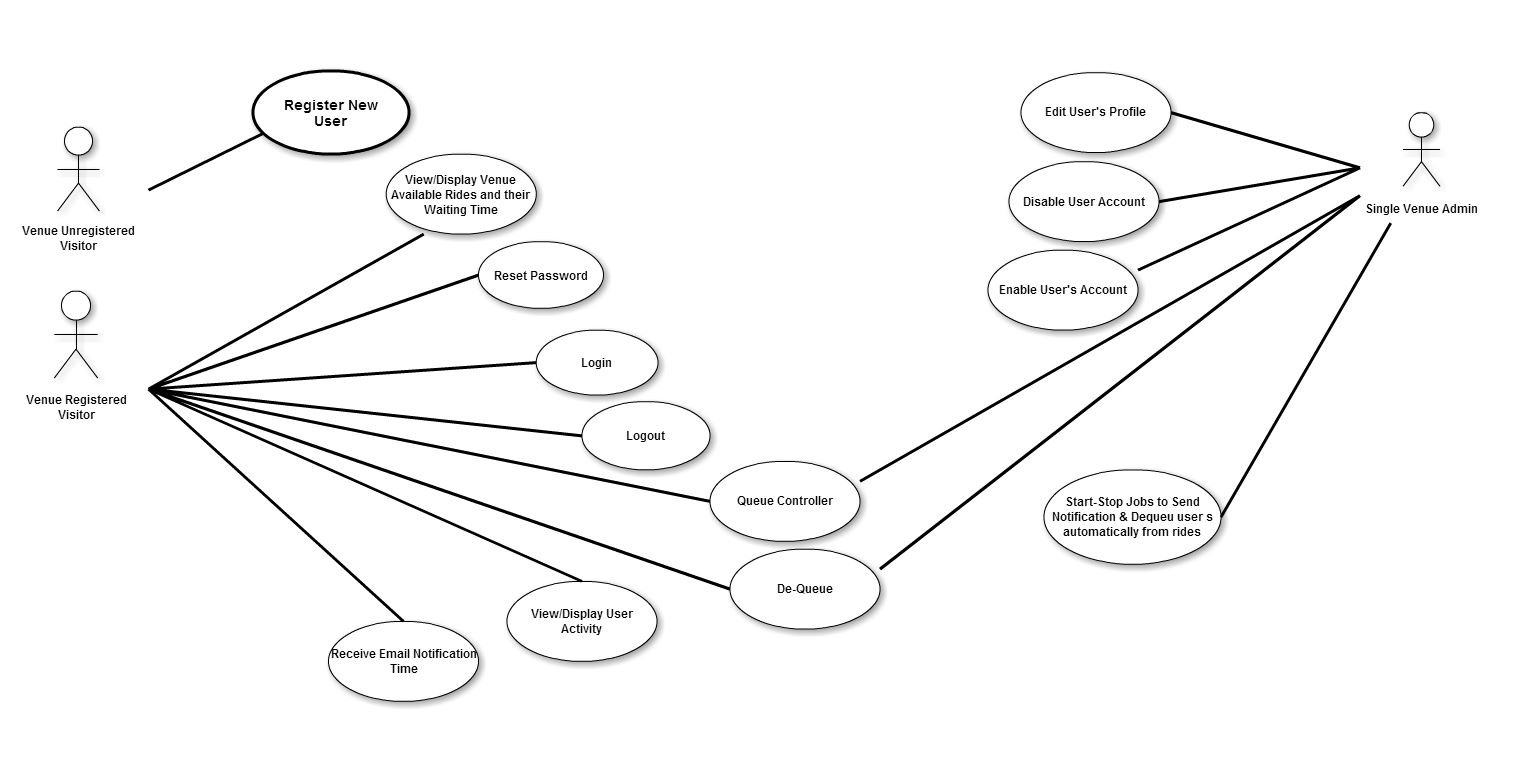 Register New
User
Venue Unregistered
Visitor
View/Display Venue
Available Rides and their
Waiting Time
Reset Password
Venue Registered
Visitor
Login
Logout
Queue Controller
De-Queue
View/Display User
Activity
Receive Email Notification
Time
Edit User's Profile
Disable User Account
Enable User's Account
Single Venue Admin
Start-Stop Jobs to Send
Notification & Dequeu user s
automatically from rides